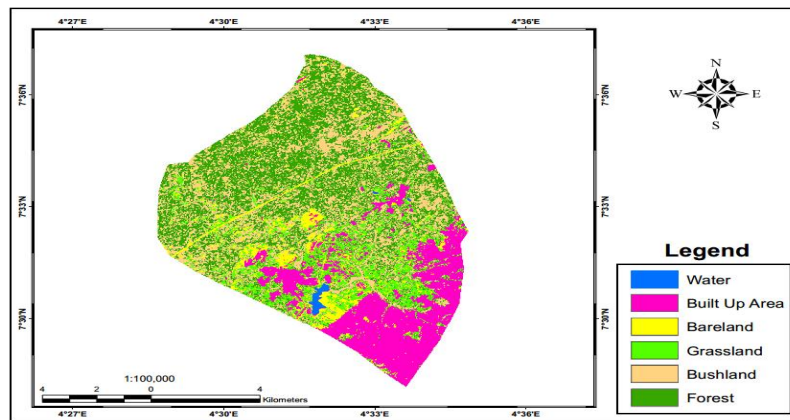 4°27'E 4°30'E 4°33'E 4°36'E
7°36'N 7°36'N
N
W E
S
7°33'N 7°33'N
Legend
Water
Built Up Area
Bareland
Grassland
Bushland
Forest
7°30'N 7°30'N
1:100,000
4 2 0 4
Kilometers
4°27'E 4°30'E 4°33'E 4°36'E